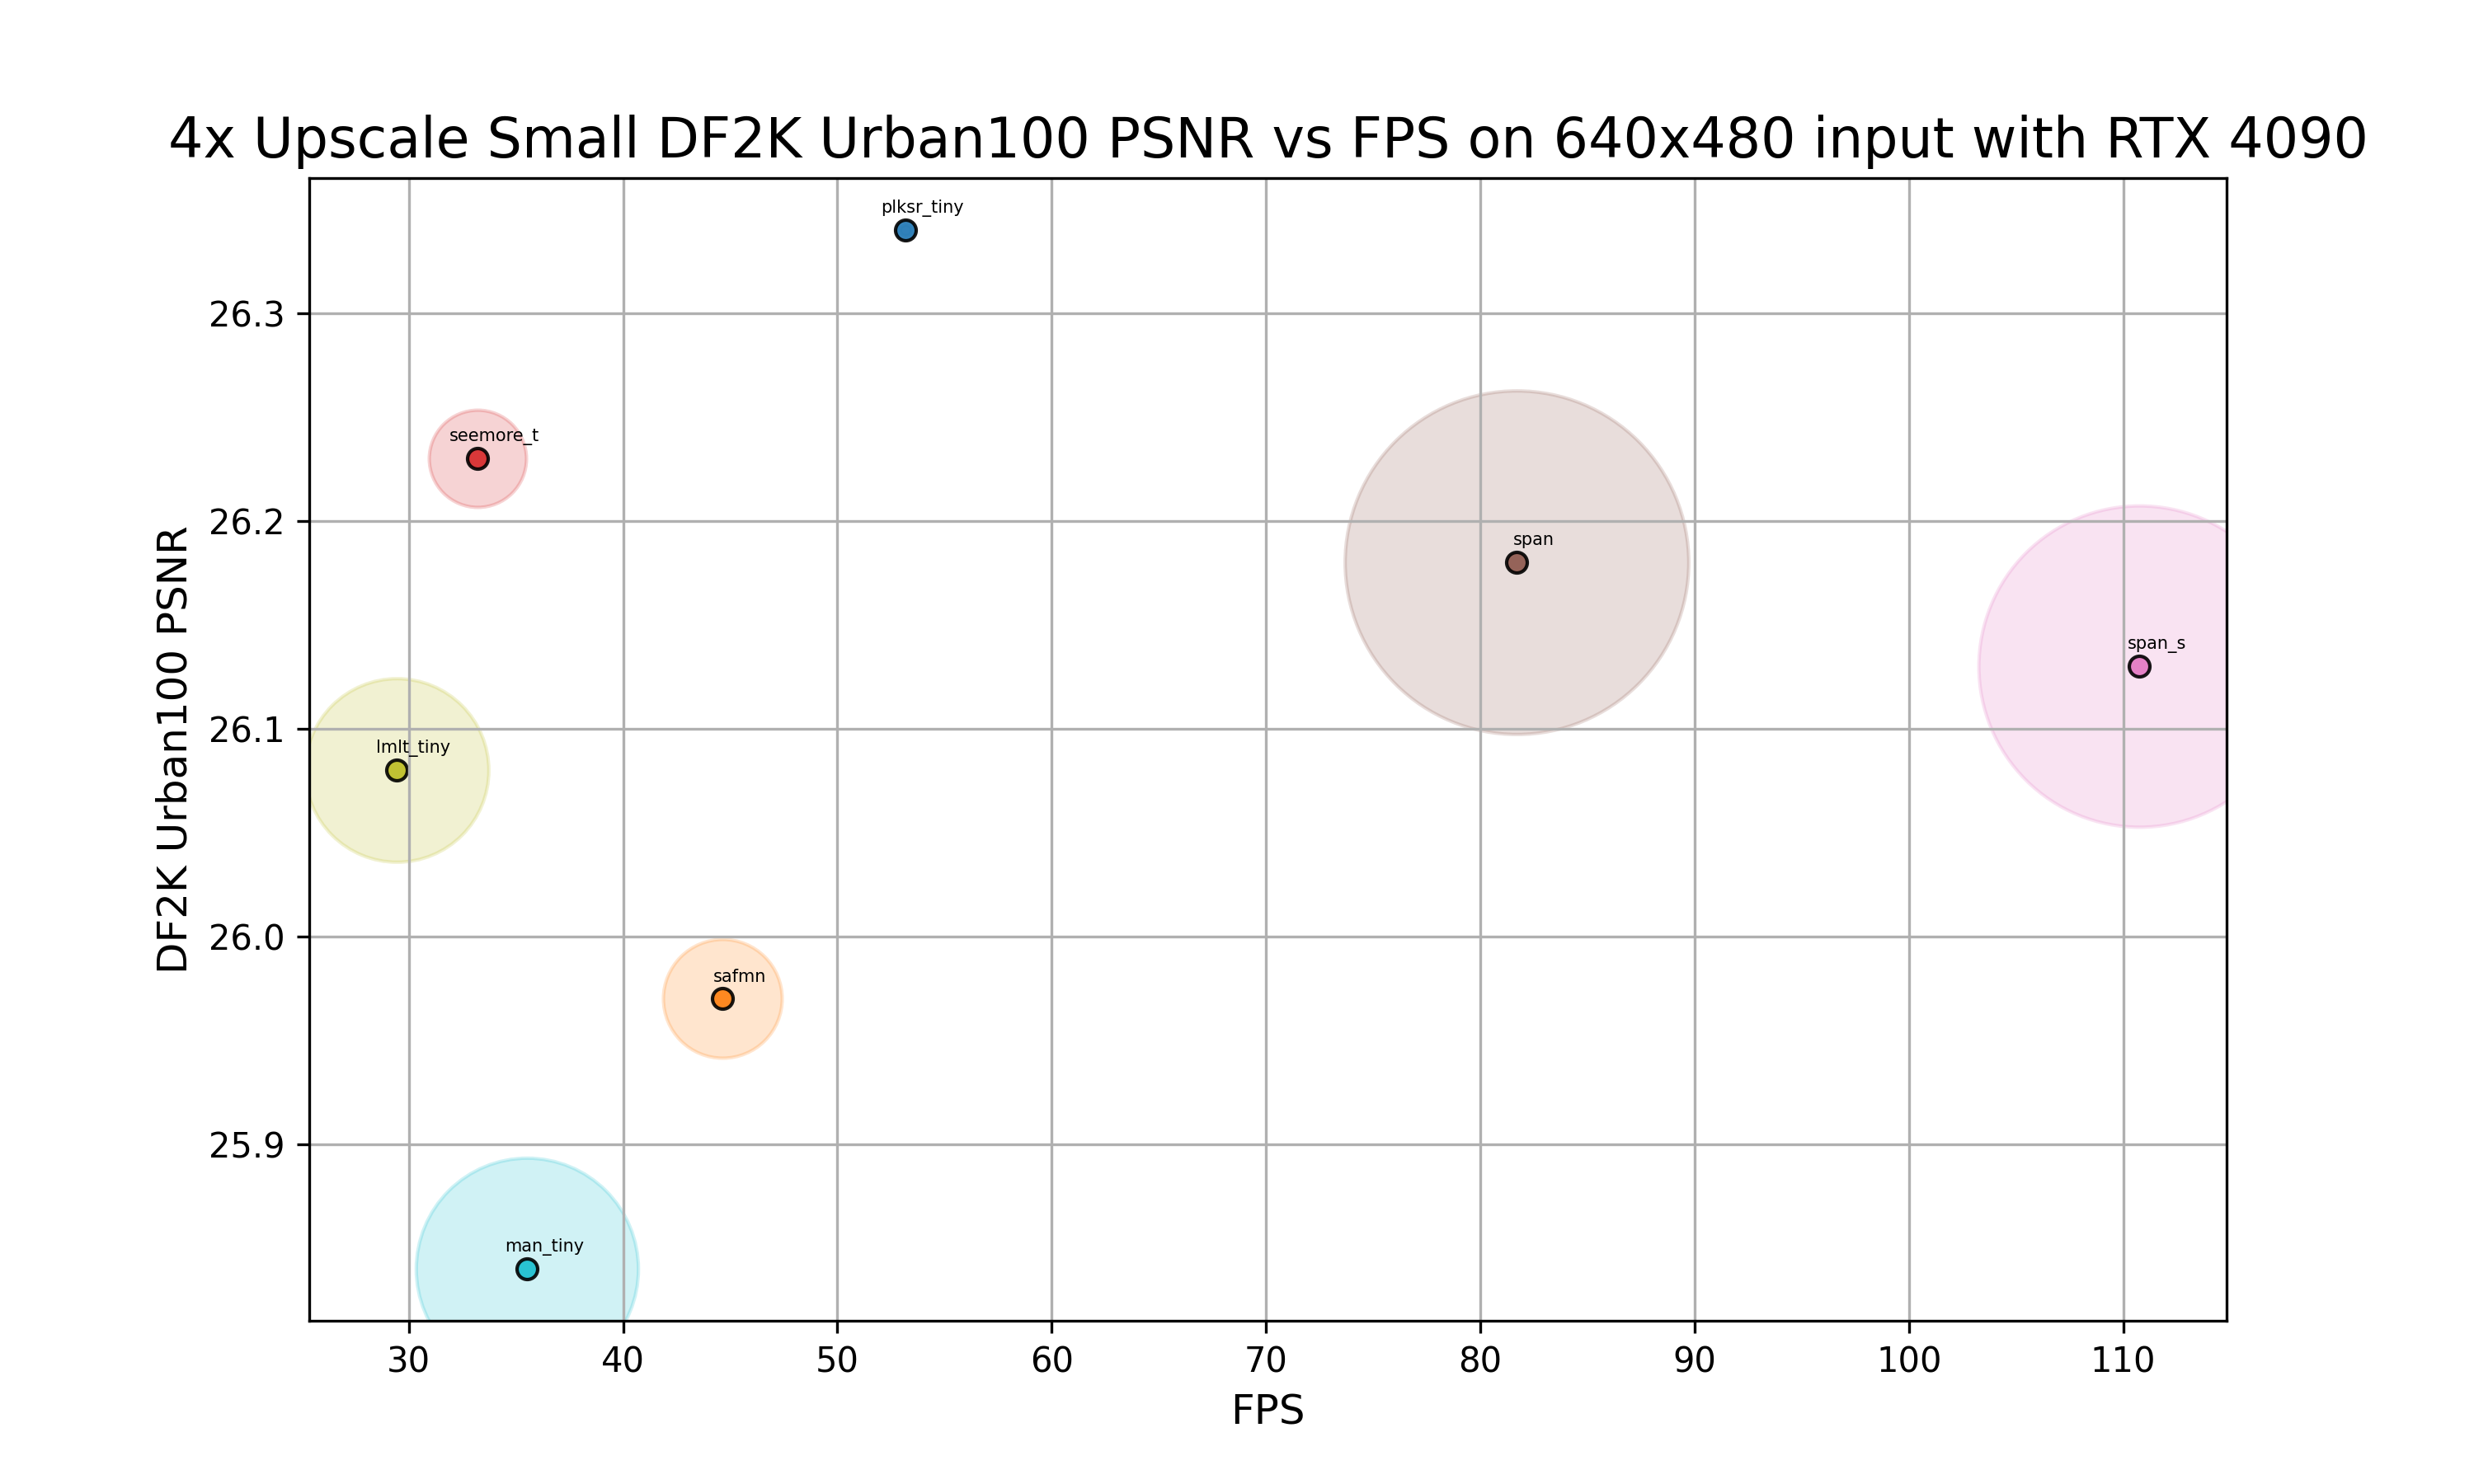 4x Upscale Small DF2K Urban100 PSNR vs FPS on 640x480 input with RTX 4090
plksr_tiny
26.3
seemore_t
26.2
span
span_s
26.1
lmlt_tiny
26.0
safmn
25.9
man_tiny
DF2K Urban100 PSNR
30 40 50 60 70 80 90 100 110
FPS